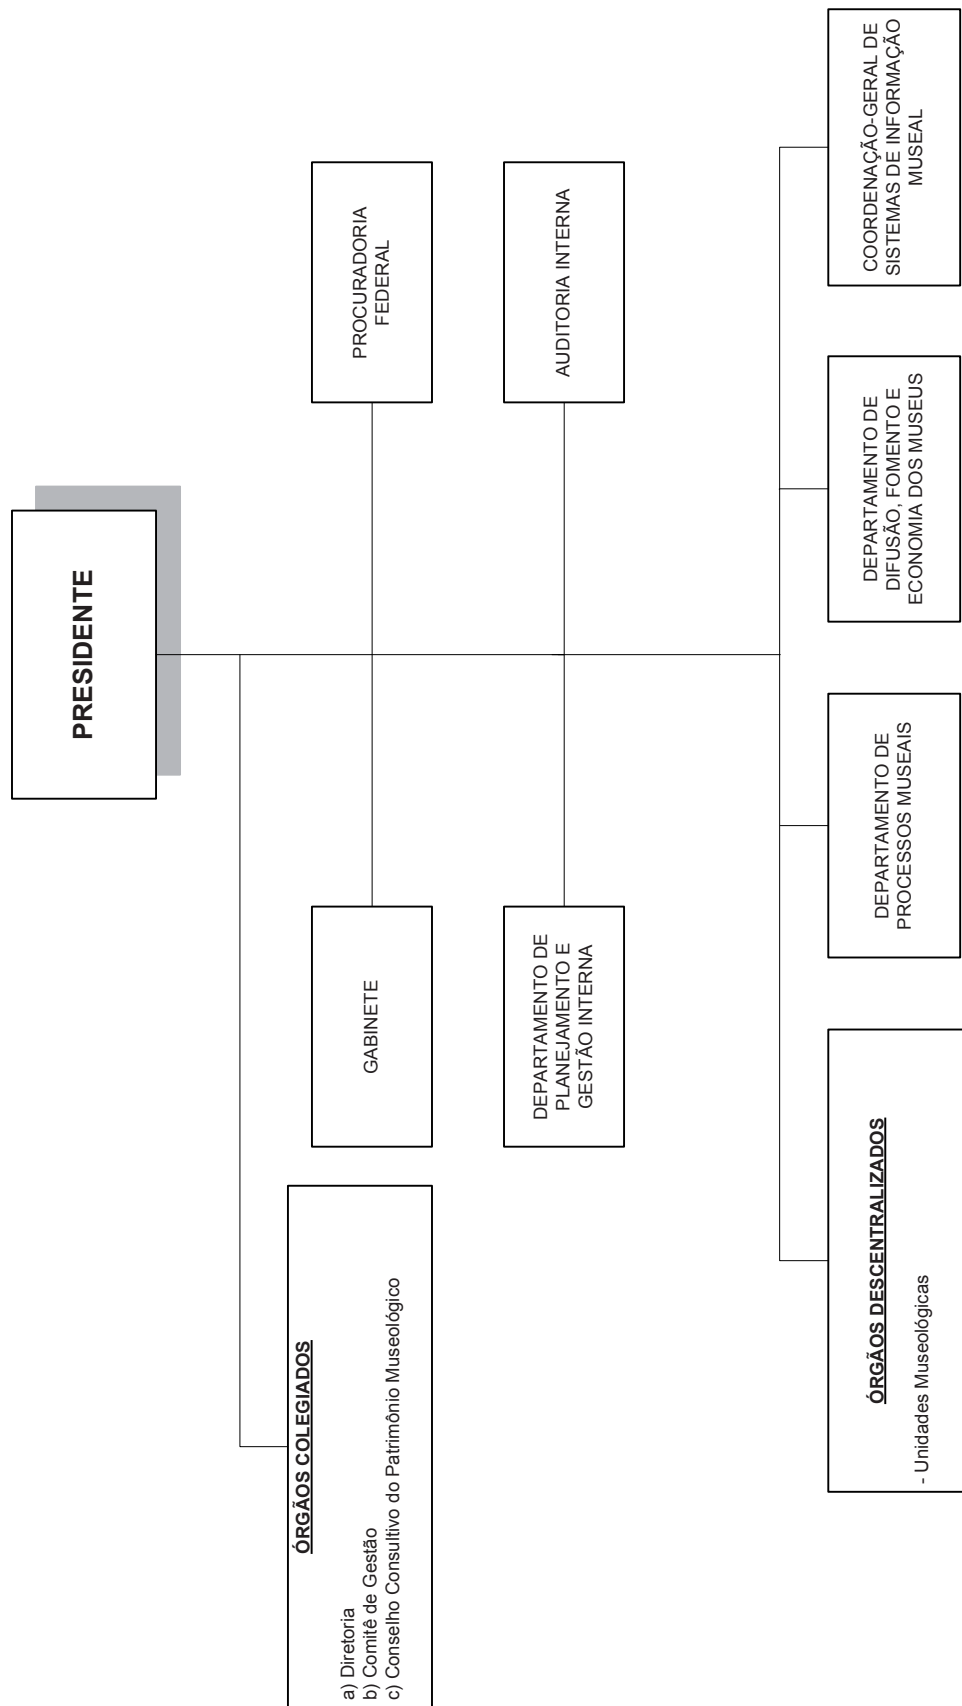 PRESIDENTE
ÓRGÃOS COLEGIADOS
a) Diretoria
b) Comitê de Gestão
c) Conselho Consultivo do Patrimônio Museológico
GABINETE
PROCURADORIA
FEDERAL
DEPARTAMENTO DE
PLANEJAMENTO E
GESTÃO INTERNA
AUDITORIA INTERNA
ÓRGÃOS DESCENTRALIZADOS
- Unidades Museológicas
DEPARTAMENTO DE
PROCESSOS MUSEAIS
DEPARTAMENTO DE
DIFUSÃO, FOMENTO E
ECONOMIA DOS MUSEUS
COORDENAÇÃO-GERAL DE
SISTEMAS DE INFORMAÇÃO
MUSEAL